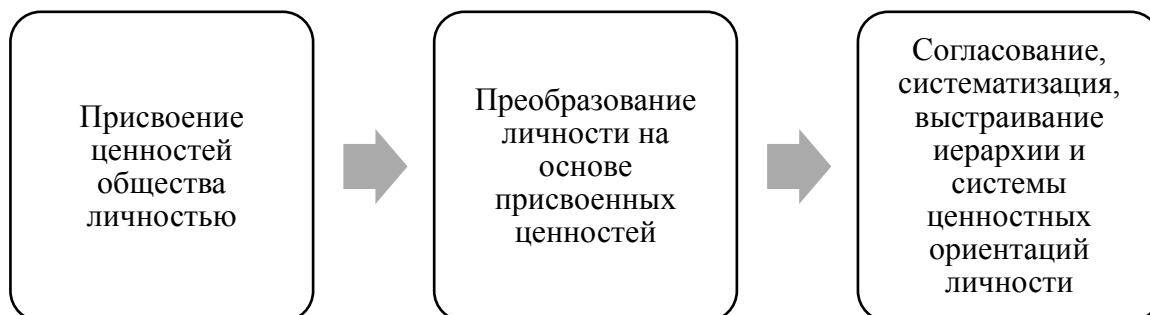 Присвоение
ценностей
общества
личностью
Преобразование
личности на
основе
присвоенных
ценностей
Согласование,
систематизация,
выстраивание
иерархии и
системы
ценностных
ориентаций
личности